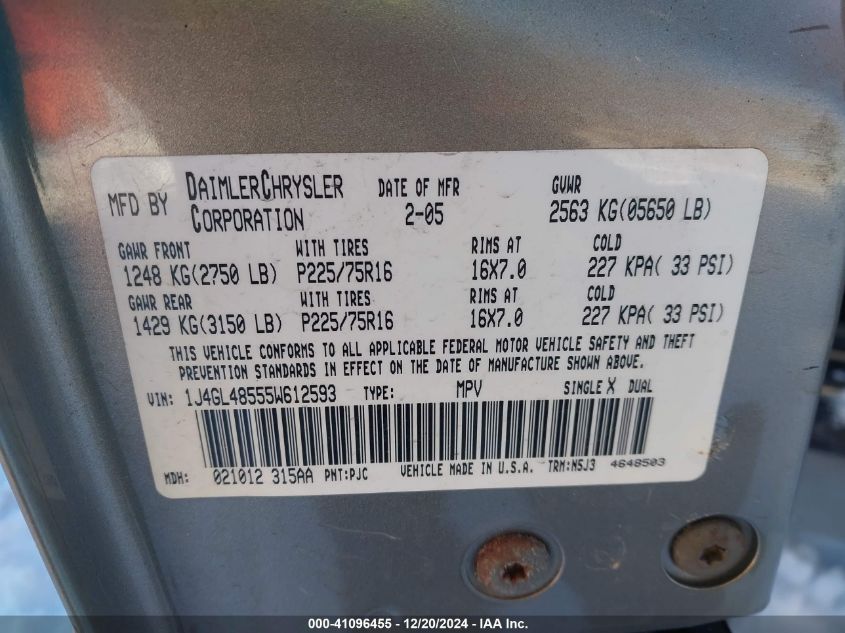 MFD BY DAIMLERCHRYSLER CORPORATION DATE OF MFR 2-05 GVWR 2563 KG(05650 LB)
GAWR FRONT WITH TIRES RIMS AT COLD
1248 KG(2750 LB) P225/75R16 16X7.0 227 KPA( 33 PSI)
GAWR REAR WITH TIRES RIMS AT COLD
1429 KG(3150 LB) P225/75R16 16X7.0 227 KPA( 33 PSI)
THIS VEHICLE CONFORMS TO ALL APPLICABLE FEDERAL MOTOR VEHICLE SAFETY AND THEFT
PREVENTION STANDARDS IN EFFECT ON THE DATE OF MANUFACTURE SHOWN ABOVE.
VIN: 1J4GL48555W612593 TYPE: MPV SINGLE X DUAL
MDH: 021012 315AA PNT:PJC VEHICLE MADE IN U.S.A. TRM:N5J3 4648503
000-41096455 - 12/20/2024 - IAA Inc.